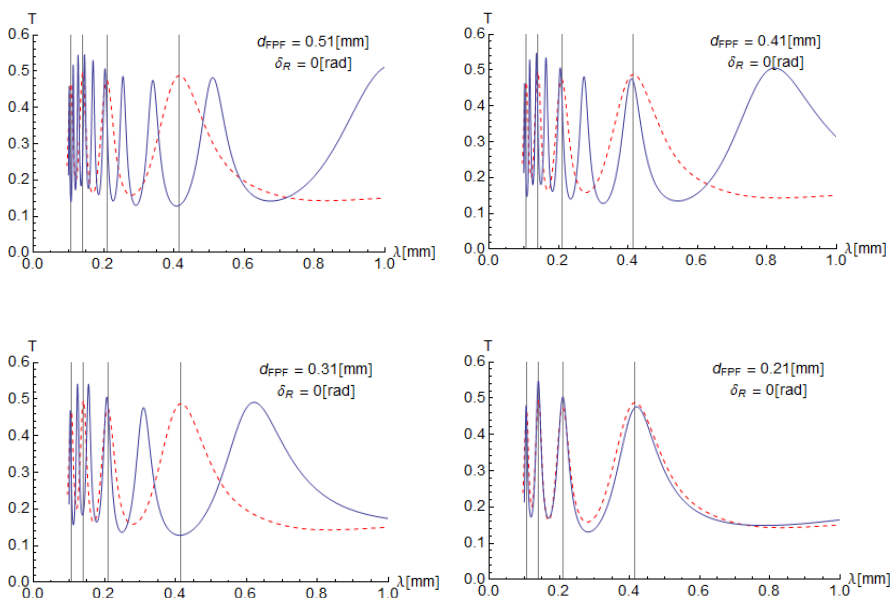 T
0.6
d_FPF = 0.51[mm]
δ_R = 0[rad]
0.5
0.4
0.3
0.2
0.1
0.0
λ[mm]
0.0 0.2 0.4 0.6 0.8 1.0
T
0.6
d_FPF = 0.41[mm]
δ_R = 0[rad]
0.5
0.4
0.3
0.2
0.1
0.0
λ[mm]
0.0 0.2 0.4 0.6 0.8 1.0
T
0.6
d_FPF = 0.31[mm]
δ_R = 0[rad]
0.5
0.4
0.3
0.2
0.1
0.0
λ[mm]
0.0 0.2 0.4 0.6 0.8 1.0
T
0.6
d_FPF = 0.21[mm]
δ_R = 0[rad]
0.5
0.4
0.3
0.2
0.1
0.0
λ[mm]
0.0 0.2 0.4 0.6 0.8 1.0